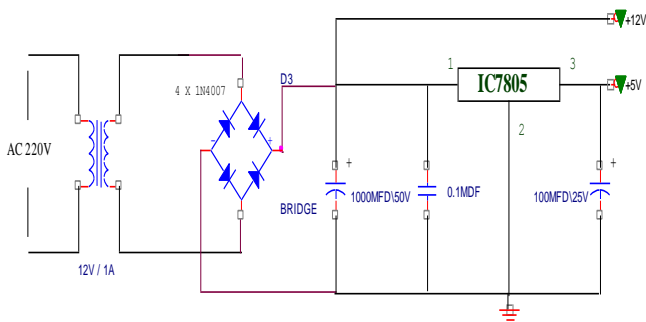 +12V
D3
1
3
IC7805
+5V
4 X 1N4007
2
AC 220V
-
+
+
+
1000MFD\50V
0.1MDF
100MFD\25V
BRIDGE
12V / 1A